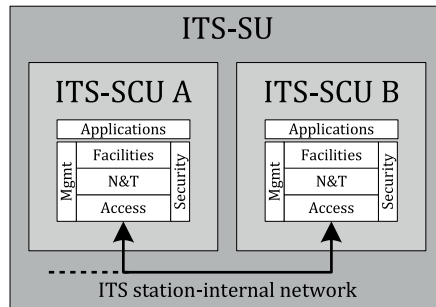 ITS-SU
ITS-SCU A
Applications
Mgmt
Facilities
N&T
Access
Security
ITS-SCU B
Applications
Mgmt
Facilities
N&T
Access
Security
ITS station-internal network